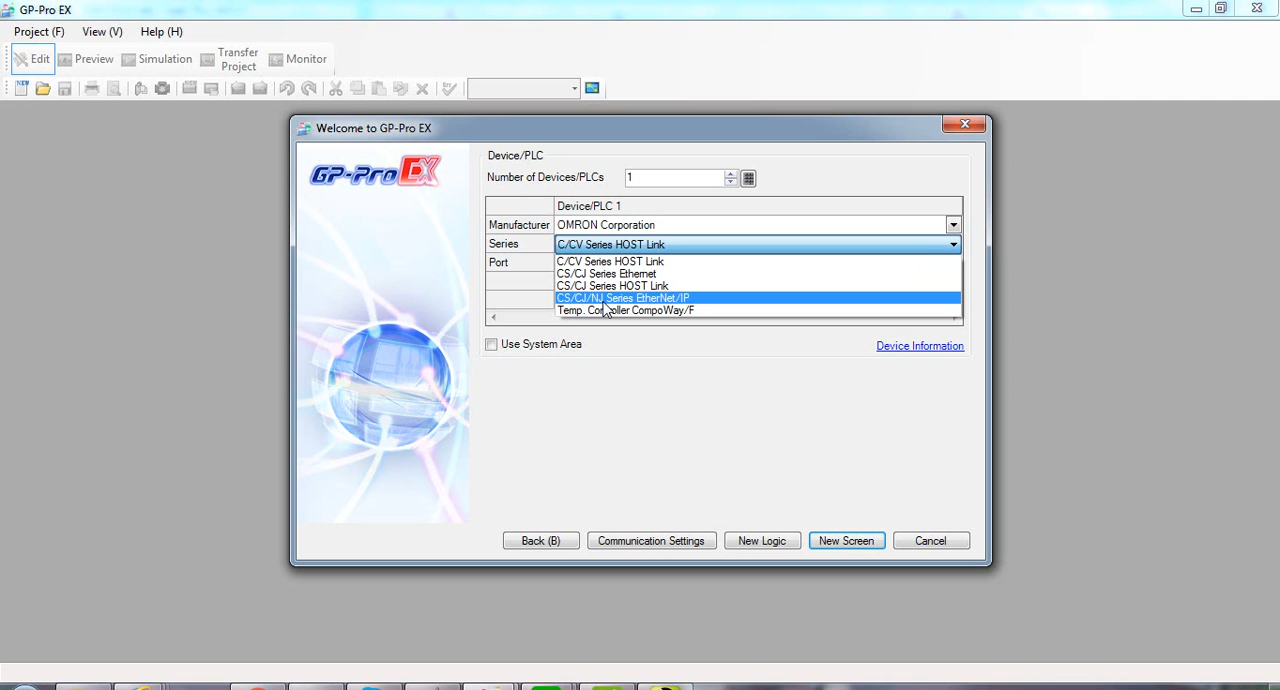 GP-Pro EX
Project (F) View (V) Help (H)
Edit Preview Simulation Transfer Project Monitor
NEW
Welcome to GP-Pro EX
GP-Pro EX
Device/PLC
Number of Devices/PLCs 1
Device/PLC 1
Manufacturer OMRON Corporation
Series C/CV Series HOST Link
Port C/CV Series HOST Link
CS/CJ Series Ethernet
CS/CJ Series HOST Link
CS/CJ/NJ Series EtherNet/IP
Temp. Controller CompoWay/F
Use System Area Device Information
Back (B) Communication Settings New Logic New Screen Cancel